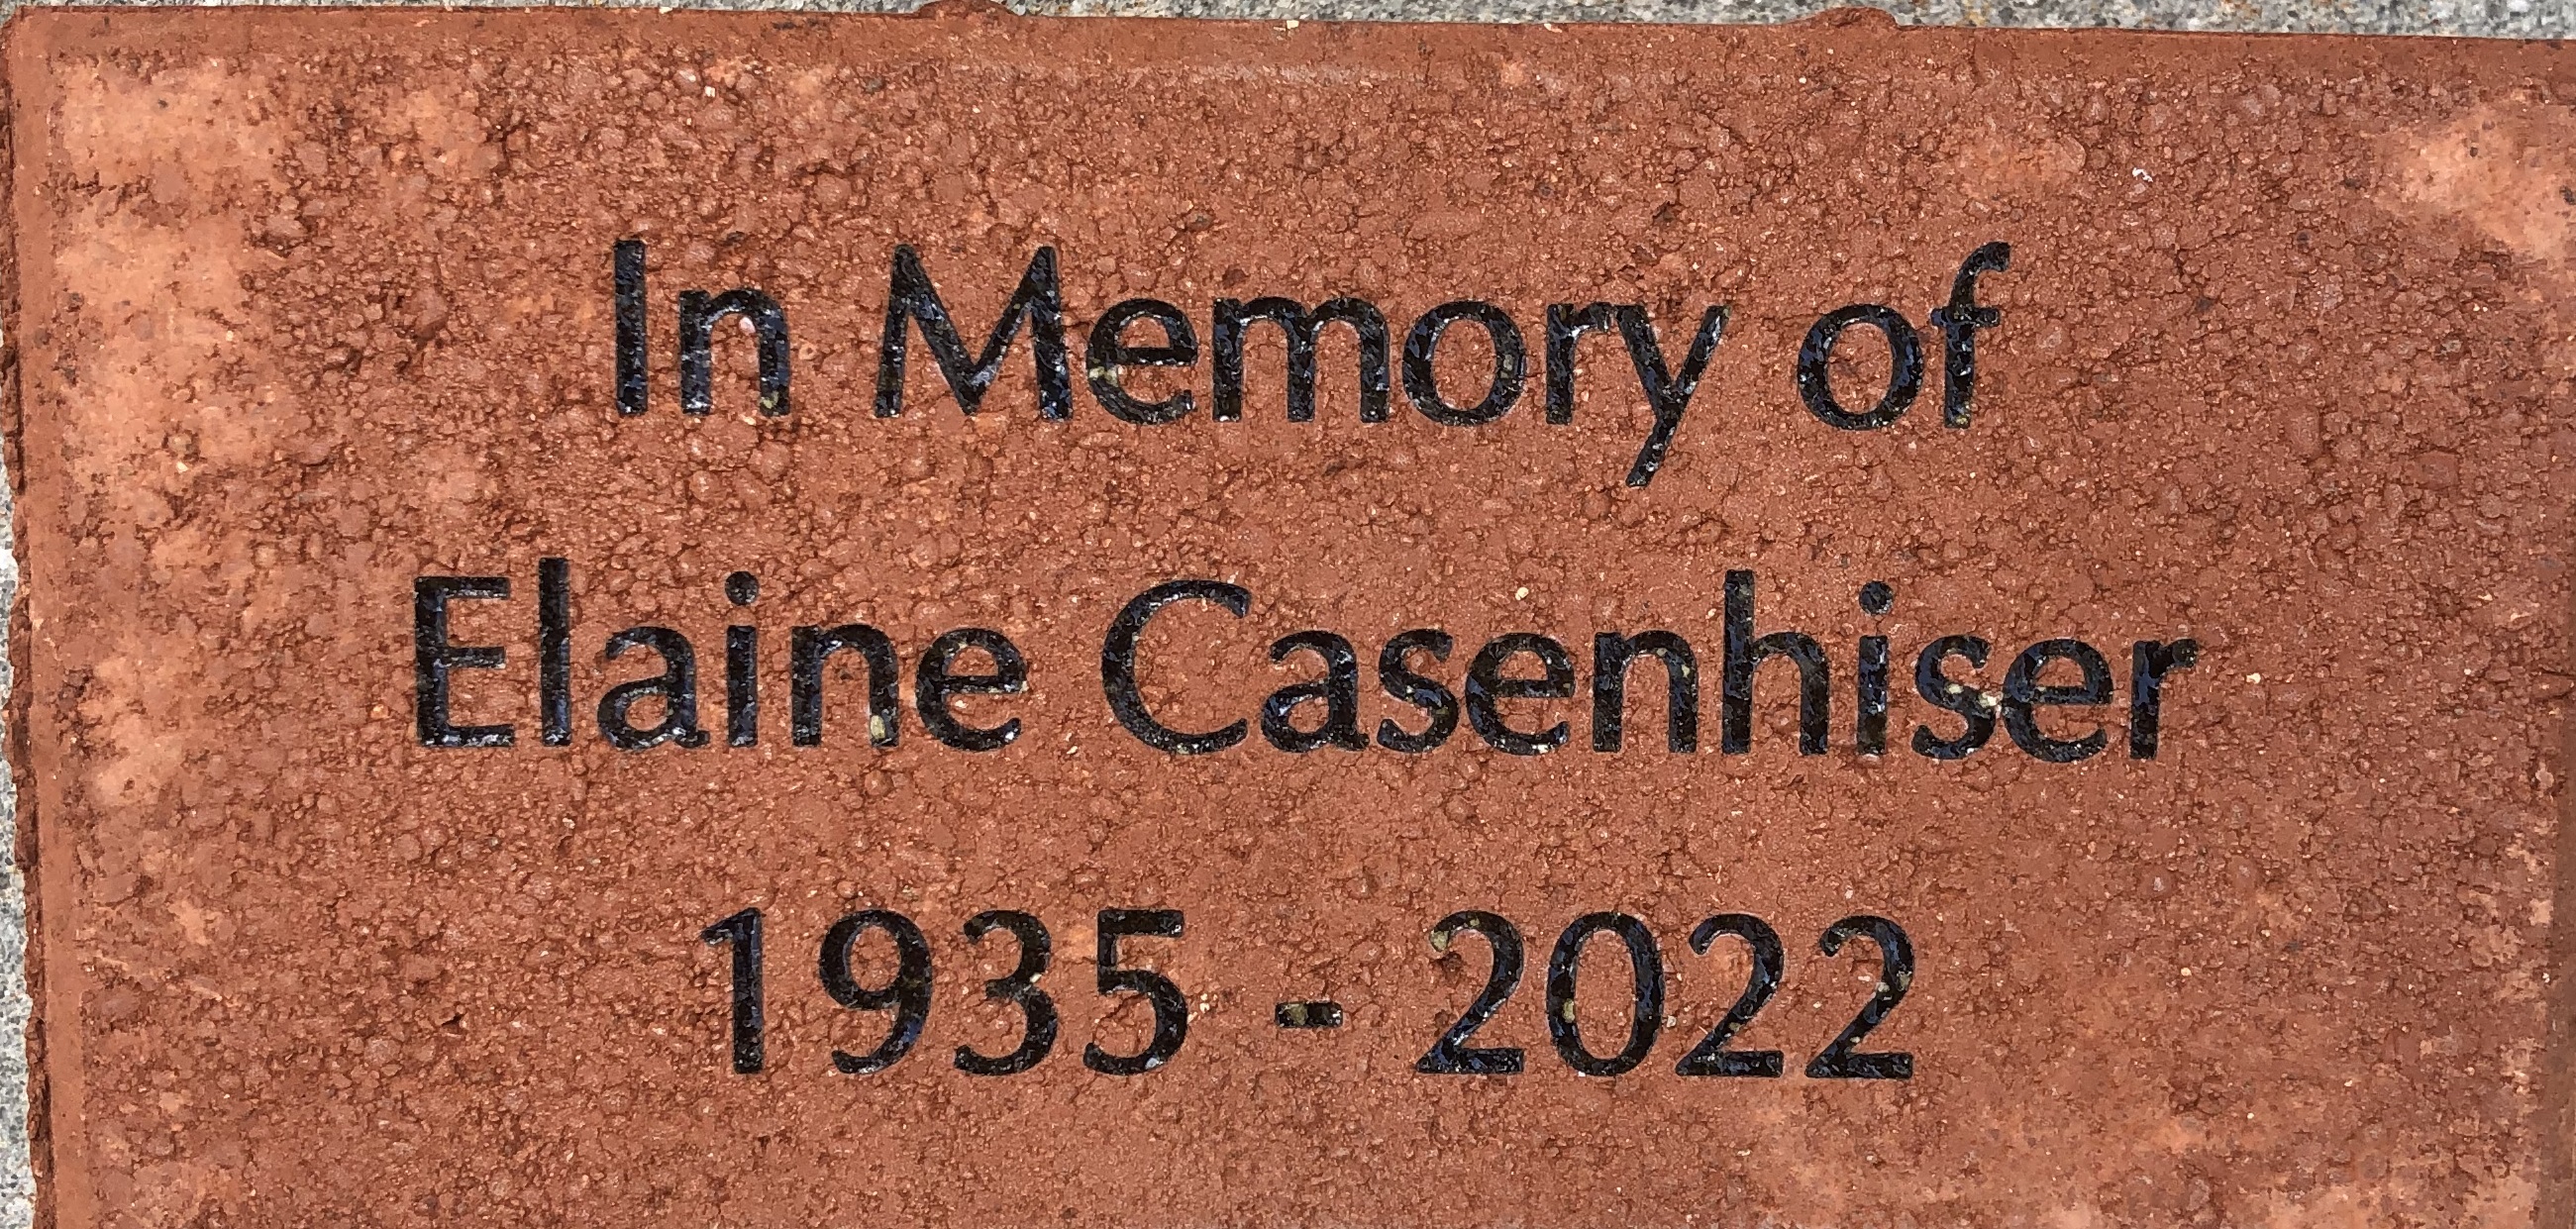 In Memory of
Elaine Casenhiser
1935 - 2022